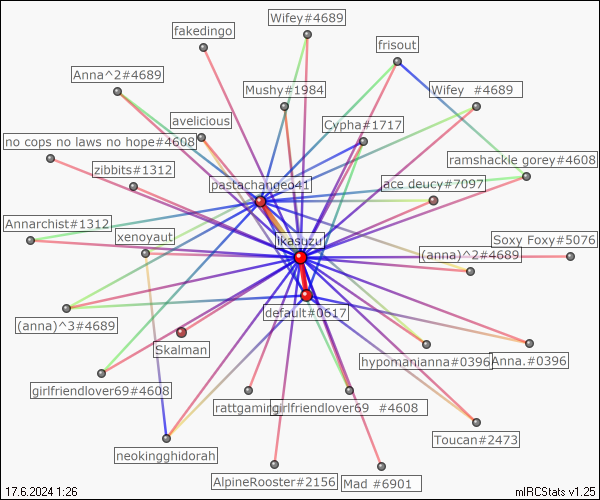 Wifey#4689
fakedingo
frisout
Anna^2#4689
Mushy#1984
Wifey  #4689
avelicious
Cypha#1717
no cops no laws no hope#4608
ramshackle gorey#4608
zibbits#1312
pastachangeo41
ace deucy#7097
Annarchist#1312
xenoyaut
ikasuzu
Soxy Foxy#5076
(anna)^2#4689
default#0617
(anna)^3#4689
Skalman
hypomanianna#0396
Anna.#0396
girlfriendlover69#4608
rattgaming
girlfriendlover69  #4608
Toucan#2473
neokingghidorah
AlpineRooster#2156
Mad #6901
17.6.2024 1:26
mIRCStats v1.25